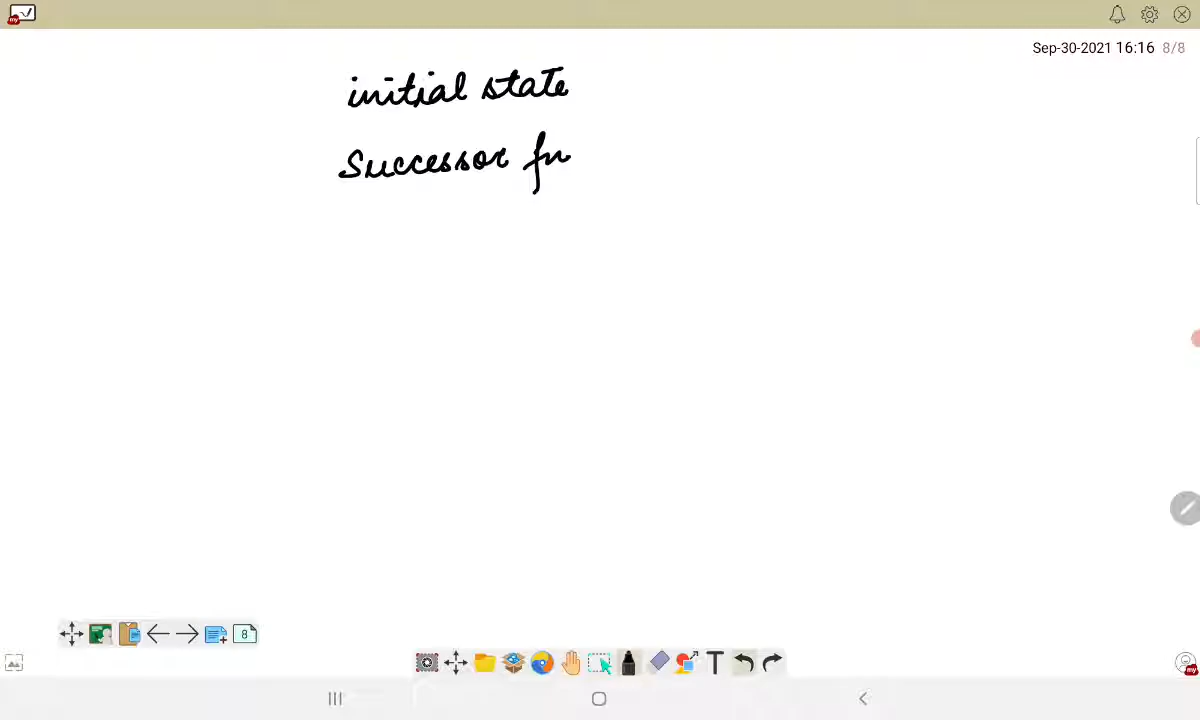 Sep-30-2021 16:16 8/8
initial state
Successor fn
8